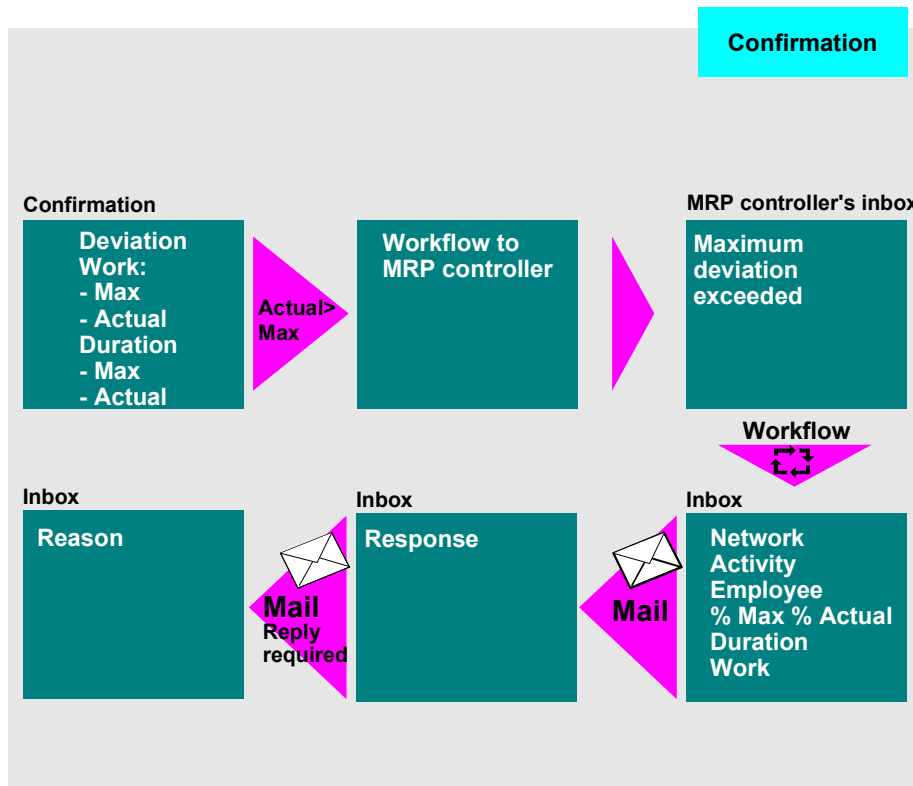 Confirmation
Confirmation
Deviation
Work:
- Max
- Actual
Duration
- Max
- Actual
Actual>
Max
Workflow to
MRP controller
MRP controller's inbox
Maximum
deviation
exceeded
Workflow
Inbox
Reason
Mail
Reply
required
Inbox
Response
Mail
Inbox
Network
Activity
Employee
% Max % Actual
Duration
Work